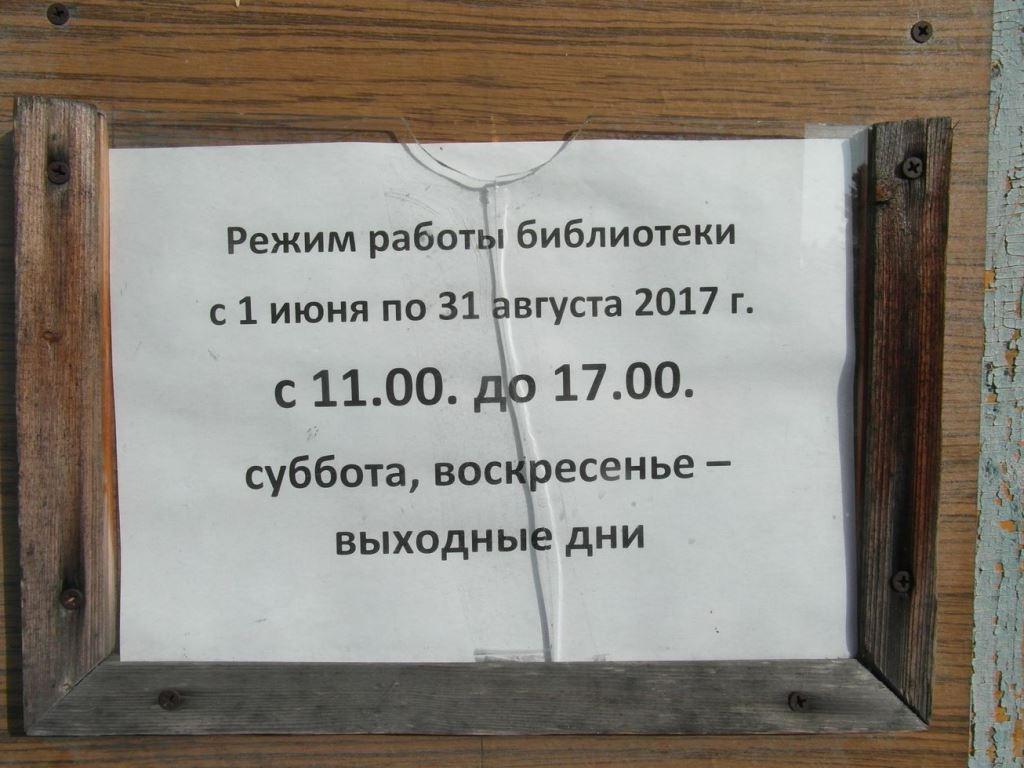 Режим работы библиотеки
с 1 июня по 31 августа 2017 г.
с 11.00. до 17.00.
суббота, воскресенье –
выходные дни